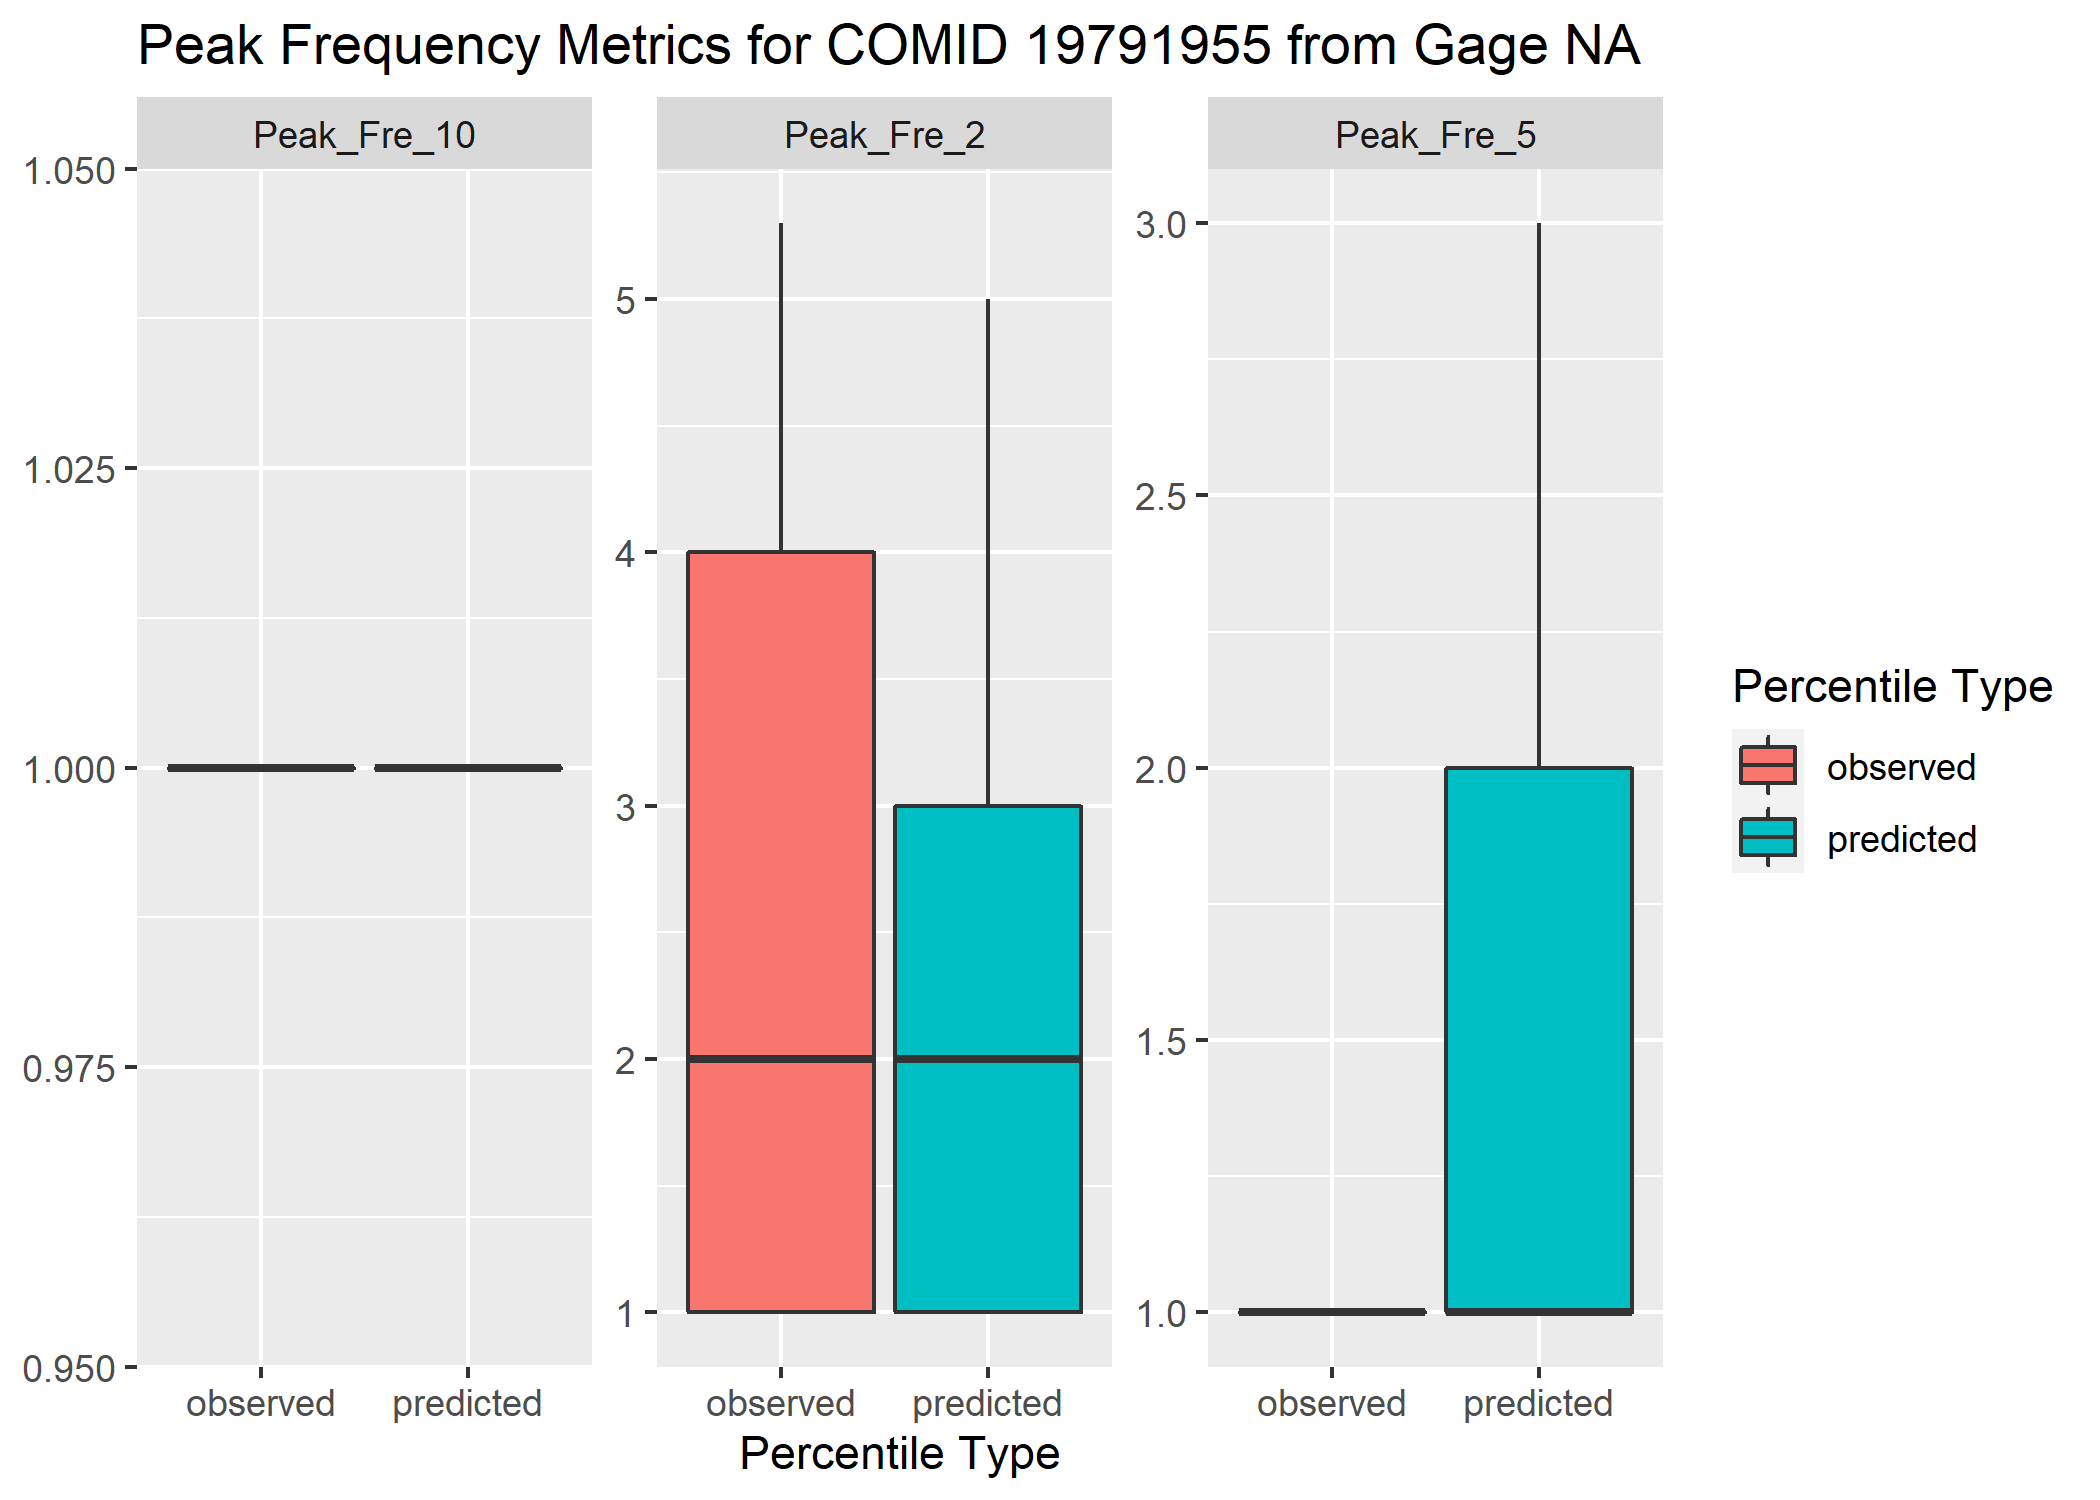 Peak Frequency Metrics for COMID 19791955 from Gage NA
Peak_Fre_10
Peak_Fre_2
Peak_Fre_5
1.050
1.025
1.000
0.975
0.950
5
4
3
2
1
3.0
2.5
2.0
1.5
1.0
observed
predicted
observed
predicted
observed
predicted
Percentile Type
Percentile Type
observed
predicted